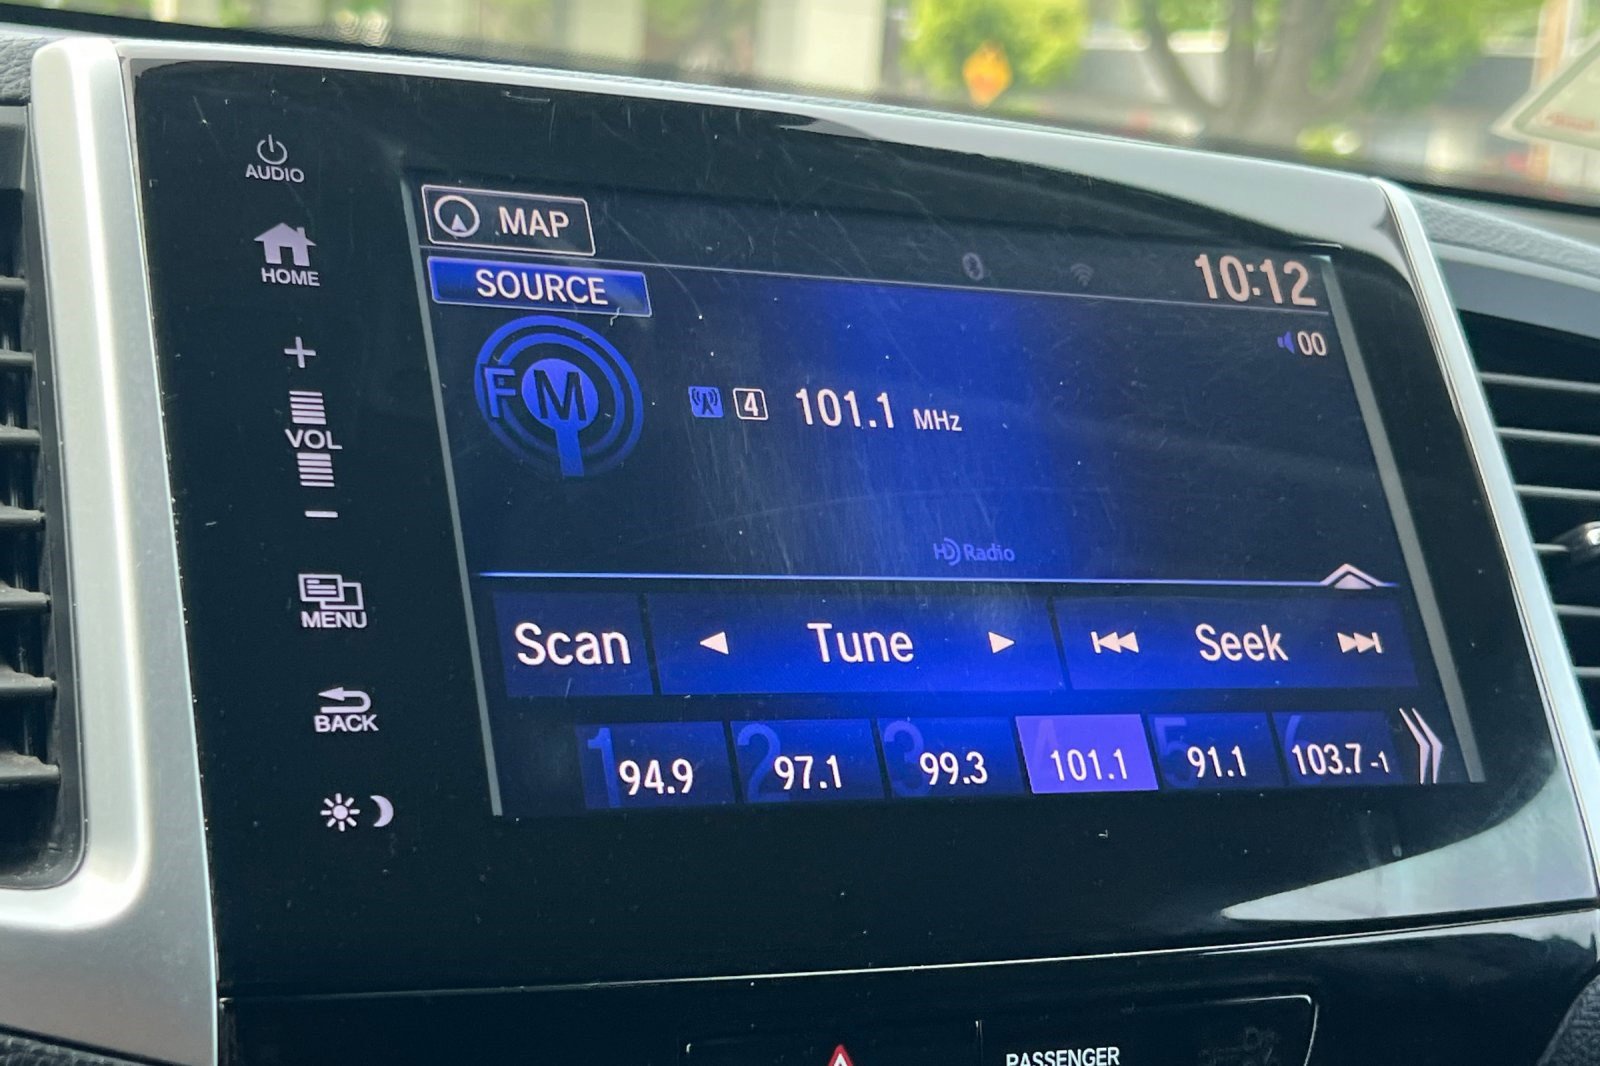 AUDIO
MAP
HOME
SOURCE
10:12
00
FM
4 101.1 MHz
VOL
HD Radio
MENU
Scan
Tune
Seek
BACK
1 94.9
2 97.1
3 99.3
4 101.1
5 91.1
6 103.7 -1
PASSENGER